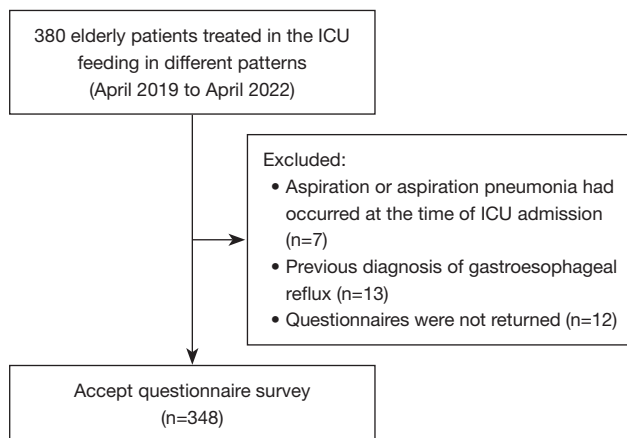 380 elderly patients treated in the ICU
feeding in different patterns
(April 2019 to April 2022)
Excluded:
• Aspiration or aspiration pneumonia had
occurred at the time of ICU admission
(n=7)
• Previous diagnosis of gastroesophageal
reflux (n=13)
• Questionnaires were not returned (n=12)
Accept questionnaire survey
(n=348)